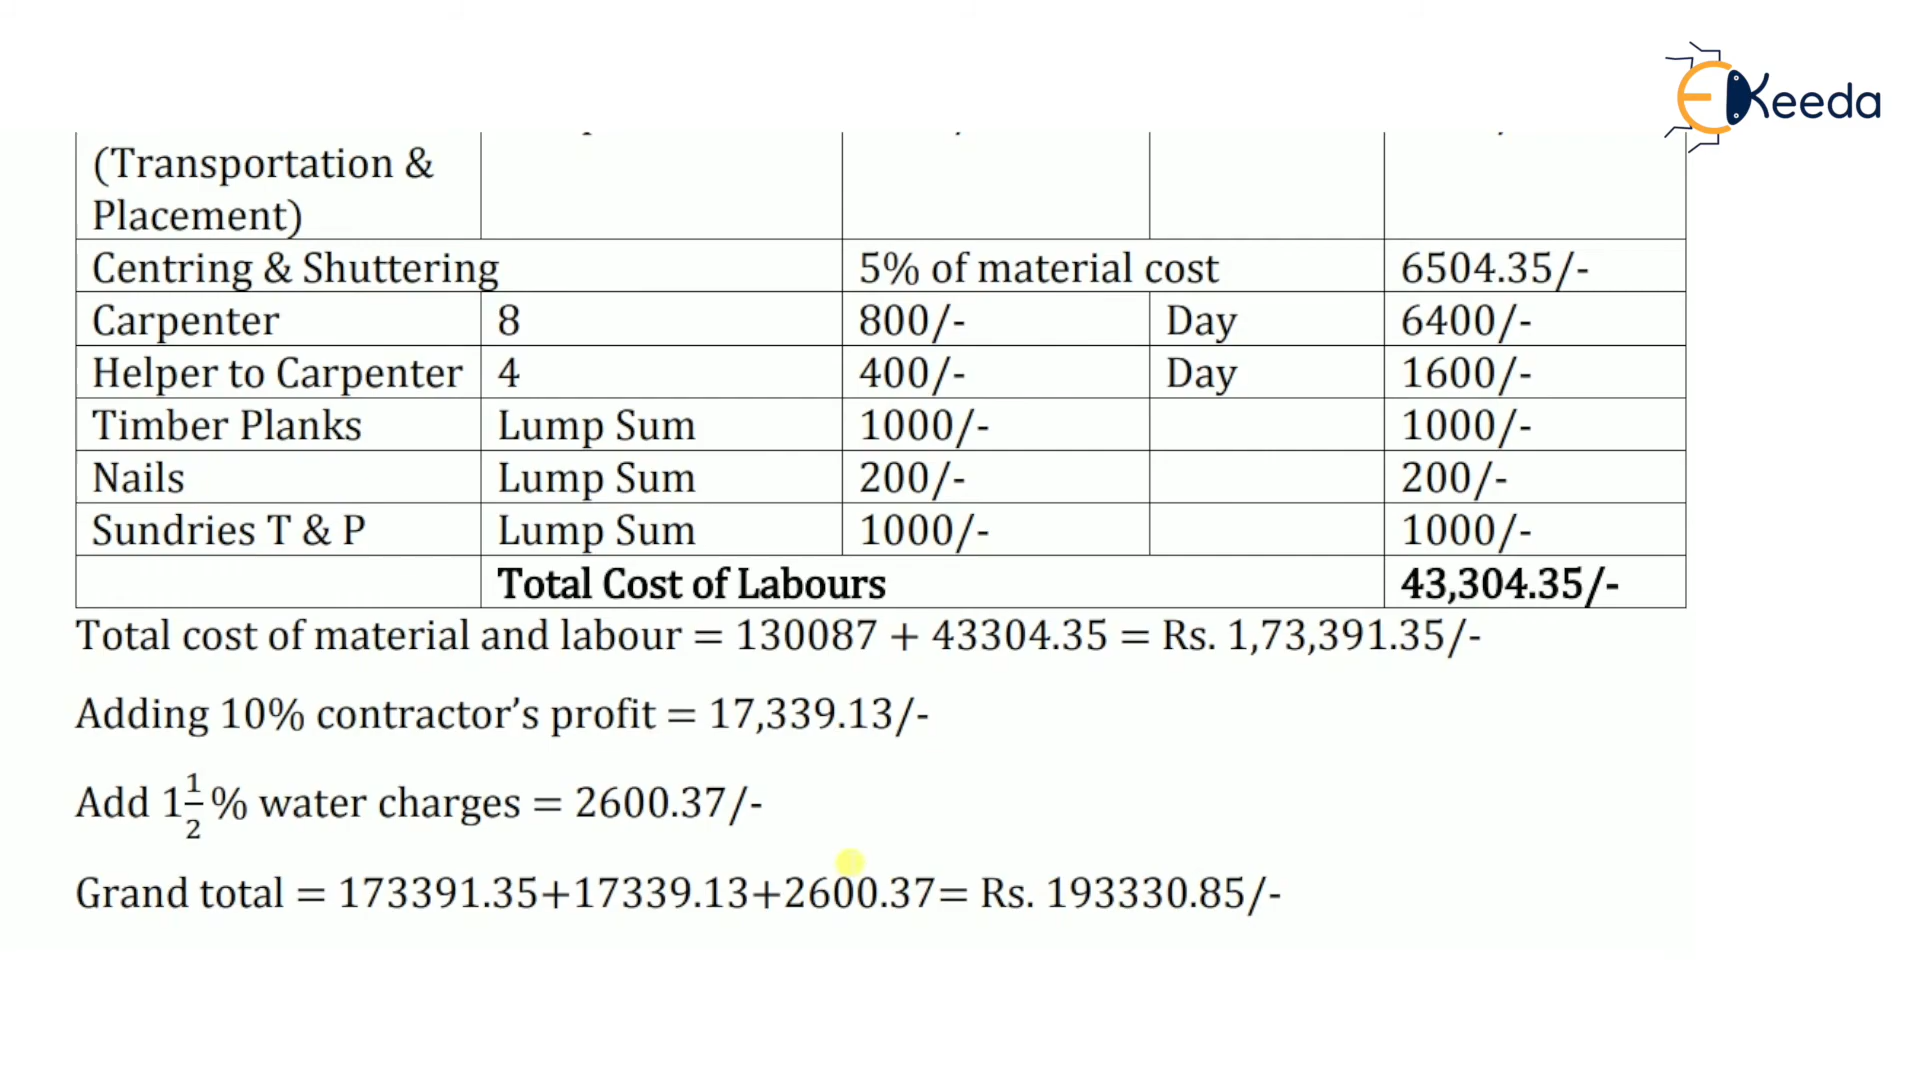 EKeeda
(Transportation &
Placement)
Centring & Shuttering 5% of material cost 6504.35/-
Carpenter 8 800/- Day 6400/-
Helper to Carpenter 4 400/- Day 1600/-
Timber Planks Lump Sum 1000/- 1000/-
Nails Lump Sum 200/- 200/-
Sundries T & P Lump Sum 1000/- 1000/-
Total Cost of Labours 43,304.35/-
Total cost of material and labour = 130087 + 43304.35 = Rs. 1,73,391.35/-
Adding 10% contractor’s profit = 17,339.13/-
Add 1 1/2 % water charges = 2600.37/-
Grand total = 173391.35+17339.13+2600.37= Rs. 193330.85/-